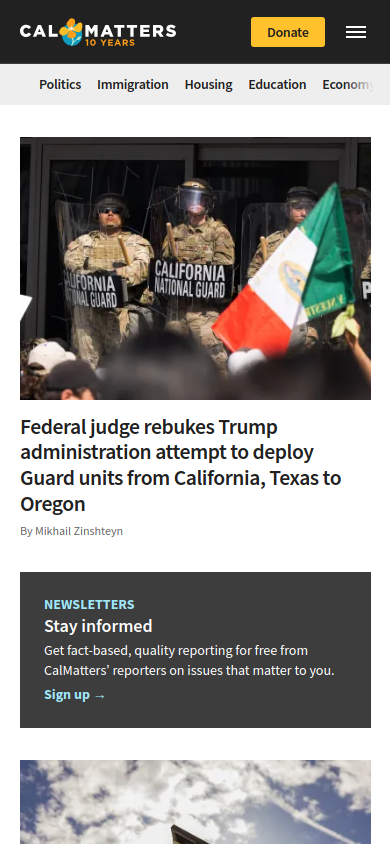 CALMATTERS
10 YEARS
Donate
Politics Immigration Housing Education Economy
CALIFORNIA
NATIONAL GUARD
CALIFORNIA
NATIONAL GUARD
Federal judge rebukes Trump
administration attempt to deploy
Guard units from California, Texas to
Oregon
By Mikhail Zinshteyn
NEWSLETTERS
Stay informed
Get fact-based, quality reporting for free from
CalMatters’ reporters on issues that matter to you.
Sign up →